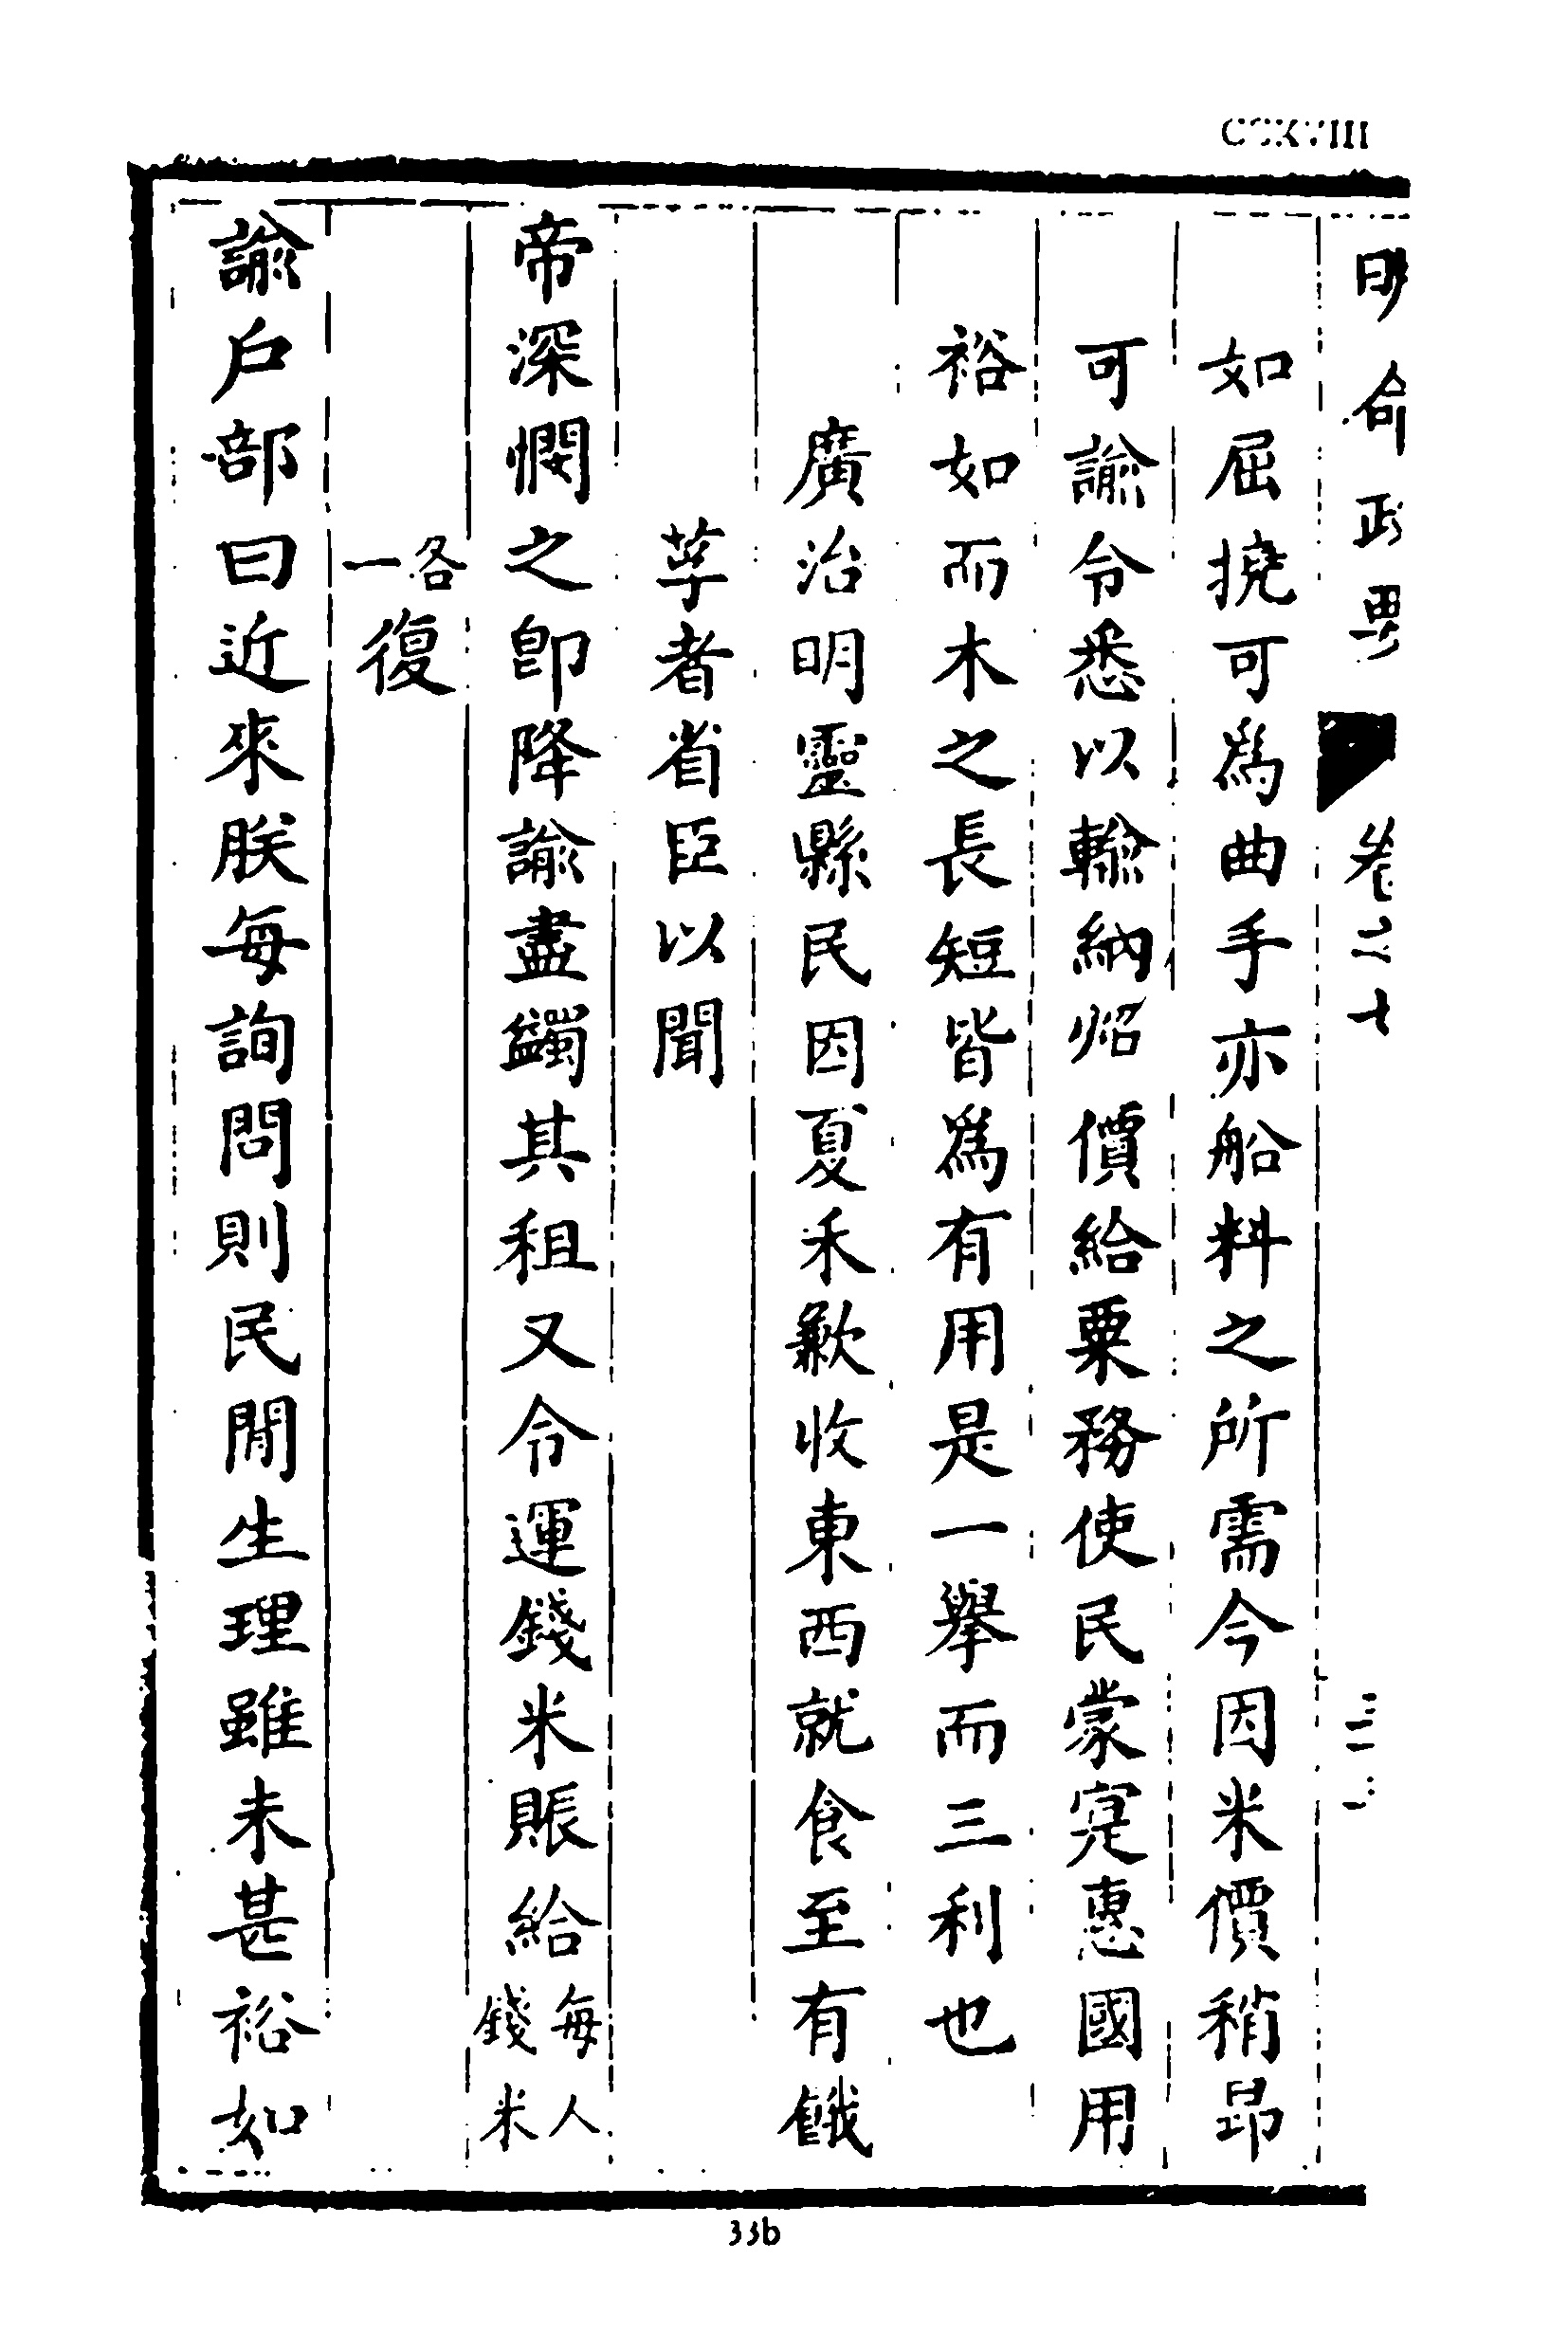 CCXVIII
明命政要 卷之七 三十三
如屈撓可爲曲手亦船料之所需今因米價稍昂
可諭令悉以輸納炤價給粟務使民蒙寔惠國用
裕如而木之長短皆爲有用是一舉而三利也
廣治明靈縣民因夏禾歉收東西就食至有餓
莩者省臣以聞
帝深憫之卽降諭盡蠲其租又令運錢米賬給每人錢米
各一復
諭戶部曰近來朕每詢問則民間生理雖未甚裕如
33b